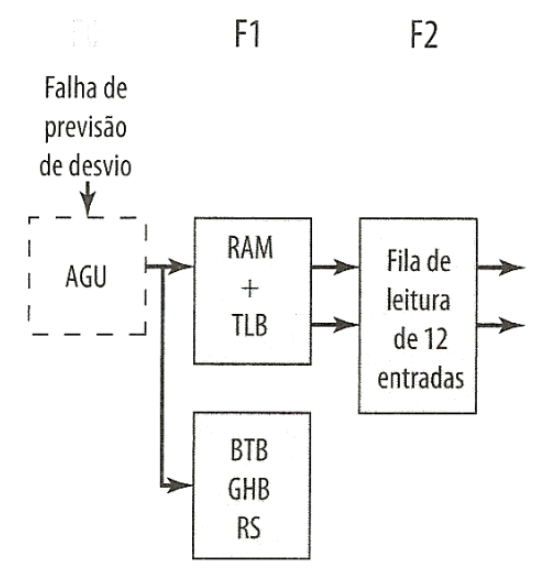 F0
F1
F2
Falha de
previsão
de desvio
AGU
RAM
+
TLB
Fila de
leitura
de 12
entradas
BTB
GHB
RS